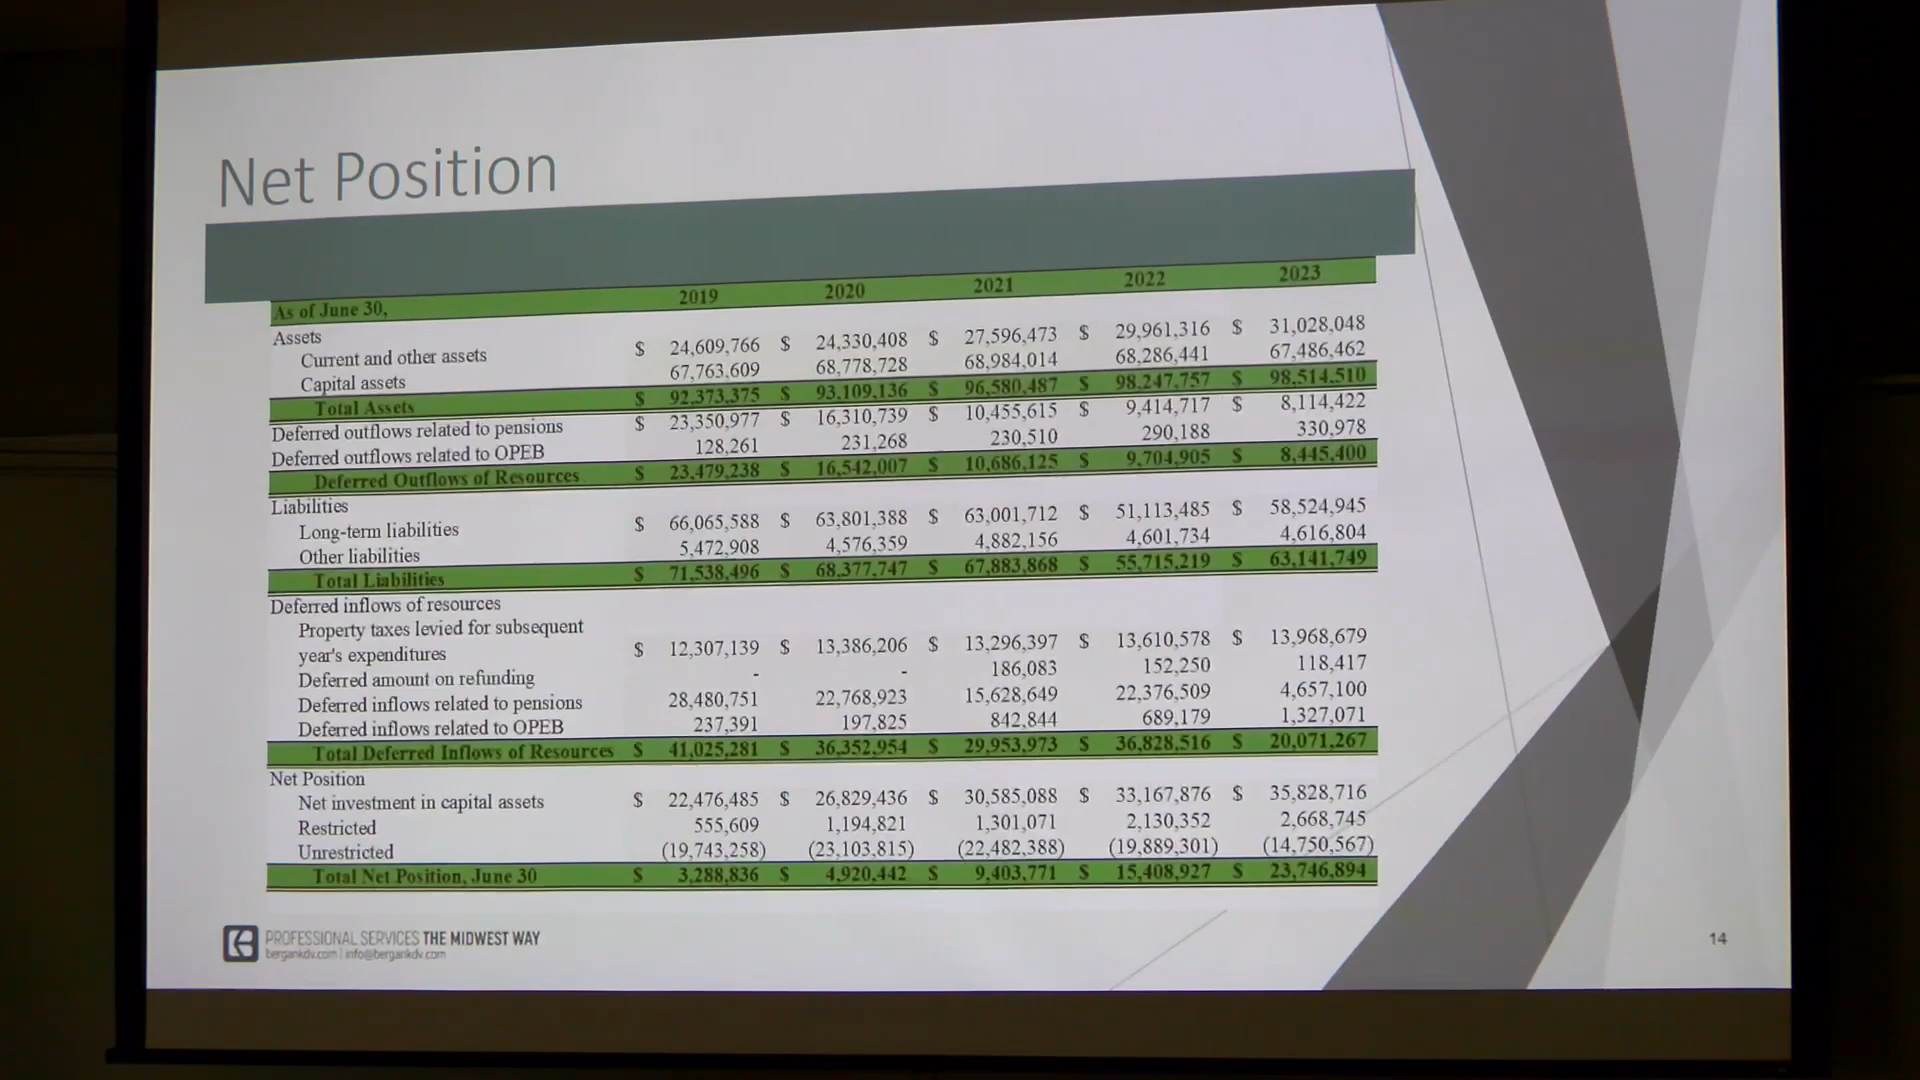 Net Position
As of June 30, 2019 2020 2021 2022 2023
Assets
Current and other assets $ 24,609,766 $ 24,330,408 $ 27,596,473 $ 29,961,316 $ 31,028,048
Capital assets 67,763,609 68,778,728 68,984,014 68,286,441 67,486,462
Total Assets $ 92,373,375 $ 93,109,136 $ 96,580,487 $ 98,247,757 $ 98,514,510
Deferred outflows related to pensions $ 23,350,977 $ 16,310,739 $ 10,455,615 $ 9,414,717 $ 8,114,422
Deferred outflows related to OPEB 128,261 231,268 230,510 290,188 330,978
Deferred Outflows of Resources $ 23,479,238 $ 16,542,007 $ 10,686,125 $ 9,704,905 $ 8,445,400
Liabilities
Long-term liabilities $ 66,065,588 $ 63,801,388 $ 63,001,712 $ 51,113,485 $ 58,524,945
Other liabilities 5,472,908 4,576,359 4,882,156 4,601,734 4,616,804
Total Liabilities $ 71,538,496 $ 68,377,747 $ 67,883,868 $ 55,715,219 $ 63,141,749
Deferred inflows of resources
Property taxes levied for subsequent
year's expenditures $ 12,307,139 $ 13,386,206 $ 13,296,397 $ 13,610,578 $ 13,968,679
Deferred amount on refunding - - 186,083 152,250 118,417
Deferred inflows related to pensions 28,480,751 22,768,923 15,628,649 22,376,509 4,657,100
Deferred inflows related to OPEB 237,391 197,825 842,844 689,179 1,327,071
Total Deferred Inflows of Resources $ 41,025,281 $ 36,352,954 $ 29,953,973 $ 36,828,516 $ 20,071,267
Net Position
Net investment in capital assets $ 22,476,485 $ 26,829,436 $ 30,585,088 $ 33,167,876 $ 35,828,716
Restricted 555,609 1,194,821 1,301,071 2,130,352 2,668,745
Unrestricted (19,743,258) (23,103,815) (22,482,388) (19,889,301) (14,750,567)
Total Net Position, June 30 $ 3,288,836 $ 4,920,442 $ 9,403,771 $ 15,408,927 $ 23,746,894
PROFESSIONAL SERVICES THE MIDWEST WAY
bergankdv.com | info@bergankdv.com
14